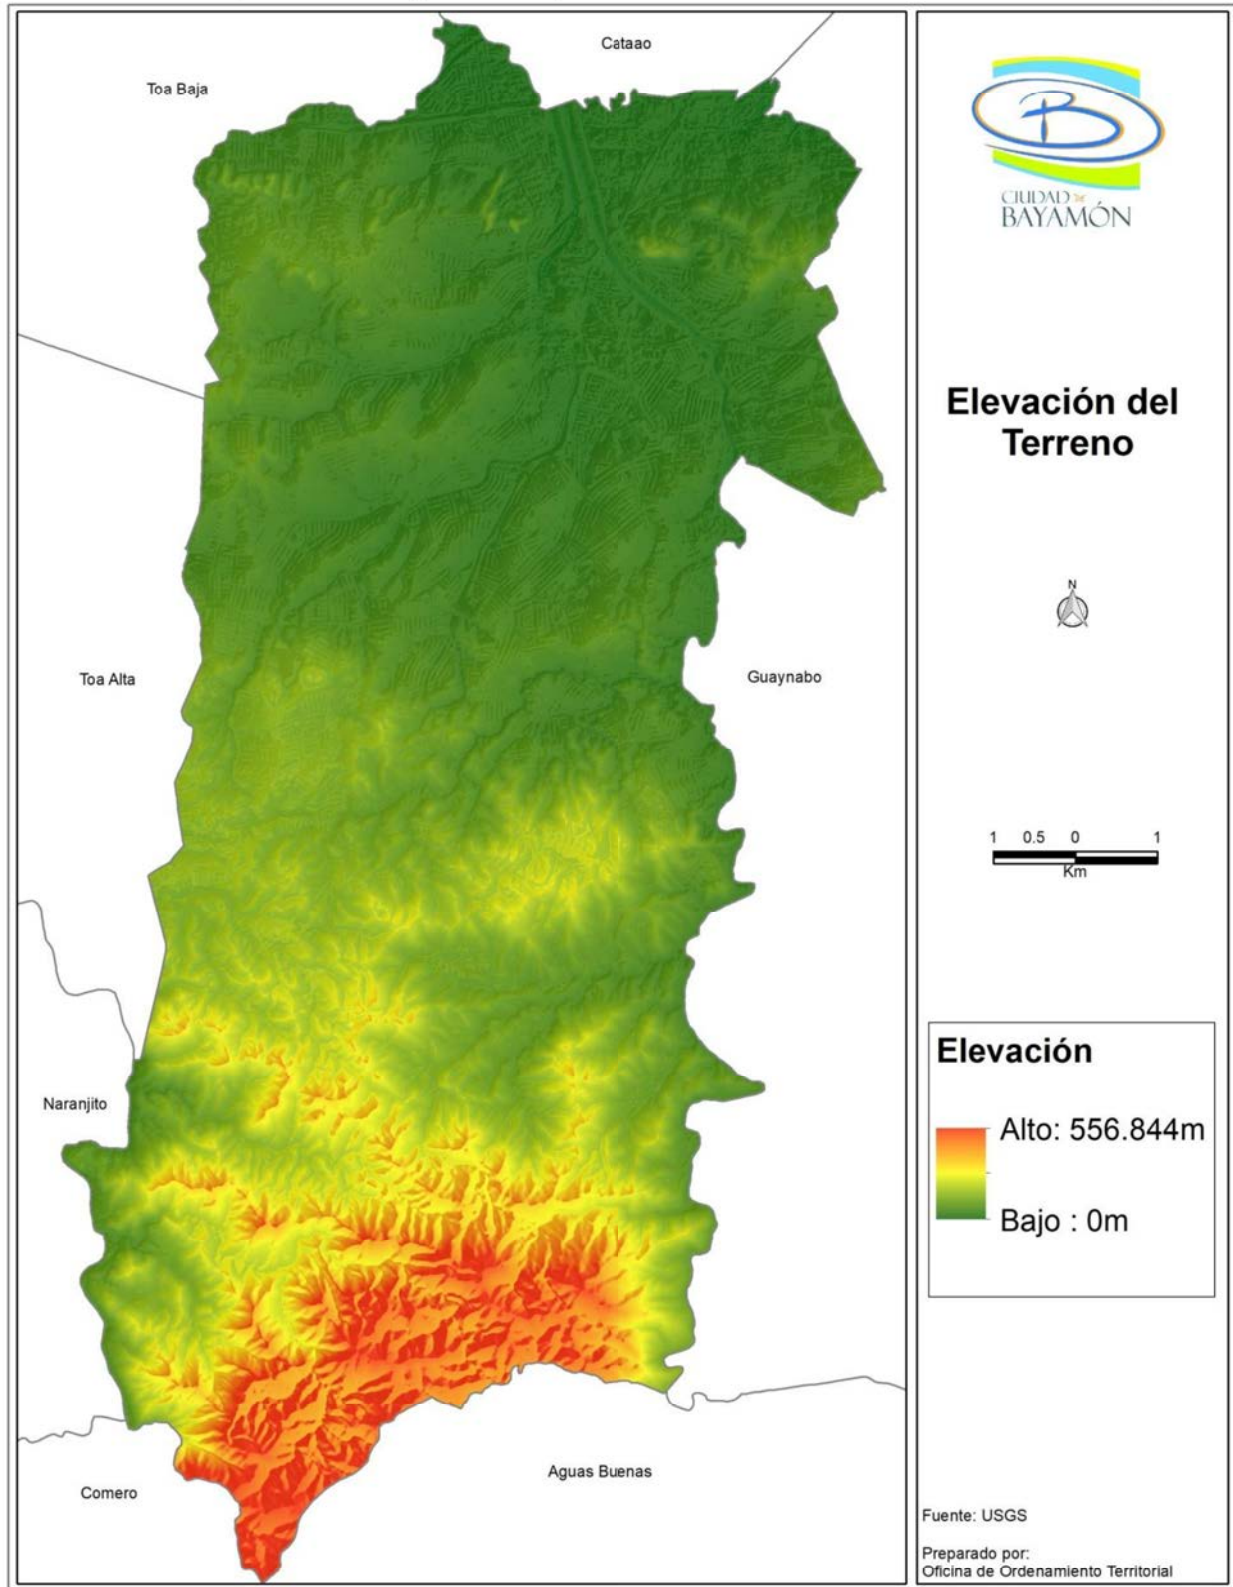 Cataao
Toa Baja
Toa Alta
Guaynabo
Naranjito
Comero
Aguas Buenas
CIUDAD DE
BAYAMÓN
Elevación del
Terreno
N
1 0.5 0 1
Km
Elevación
Alto: 556.844m
Bajo : 0m
Fuente: USGS
Preparado por:
Oficina de Ordenamiento Territorial